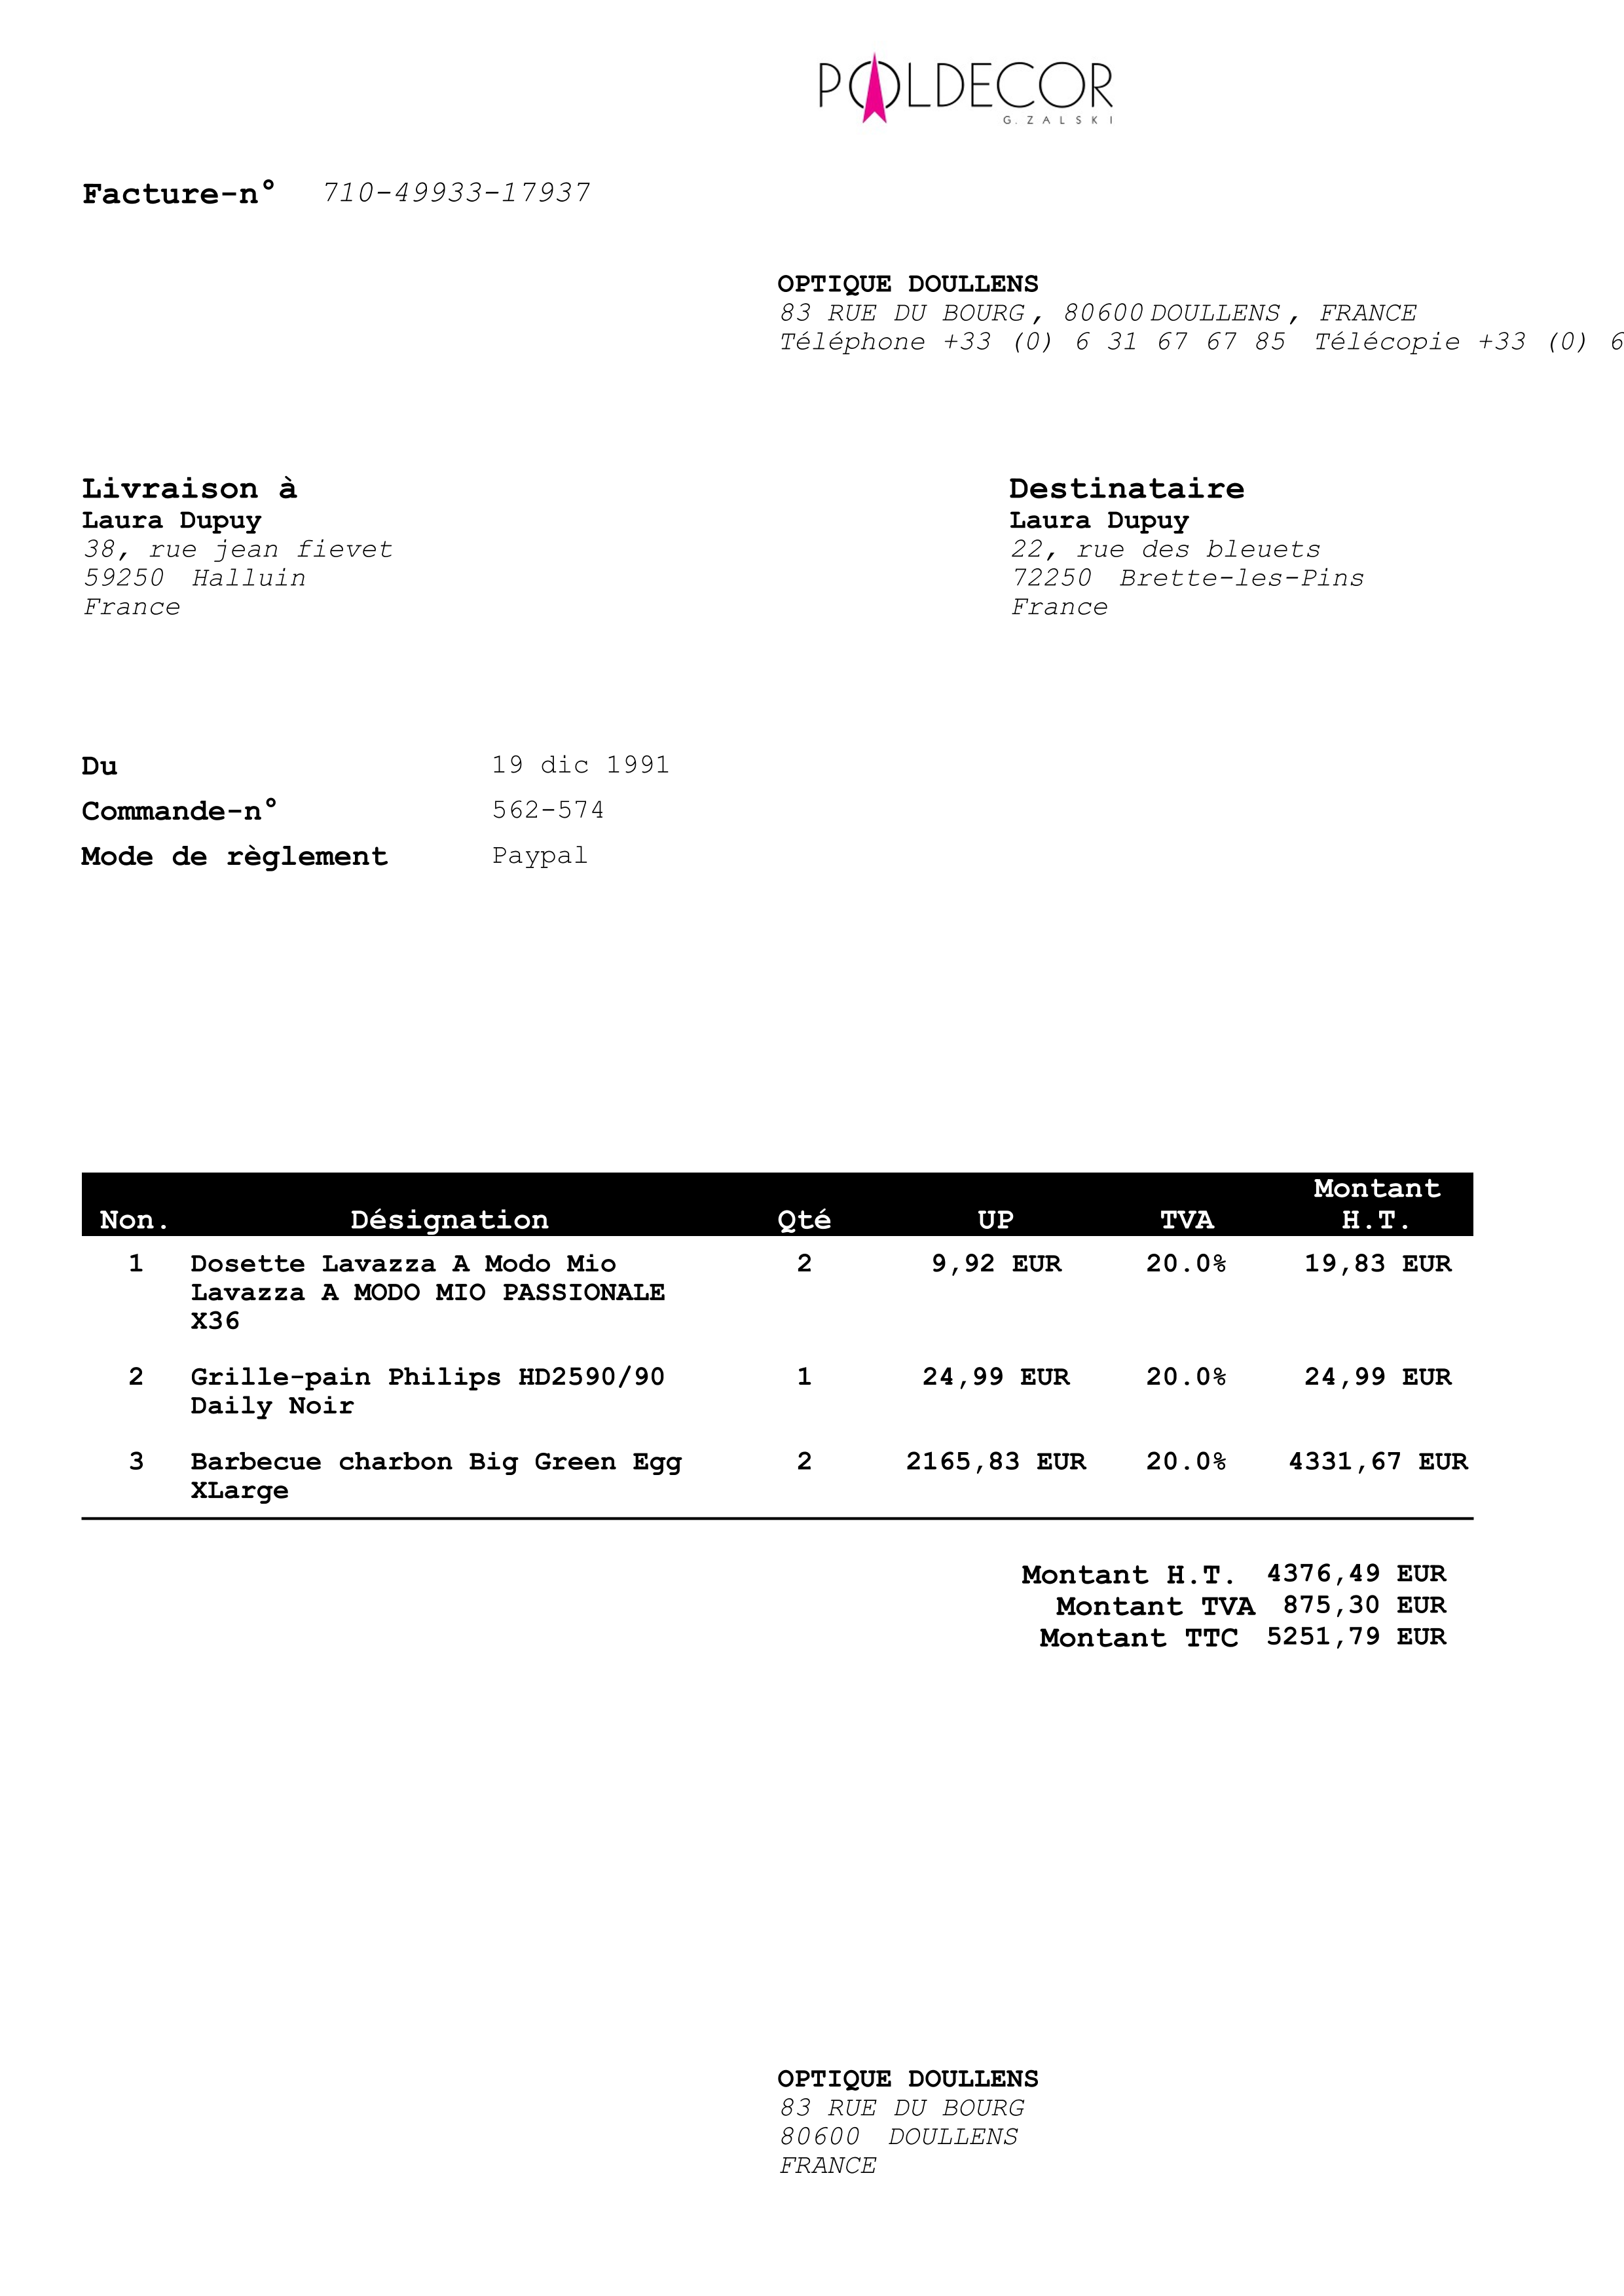 POLDECOR
G.ZALSKI
Facture-n° 710-49933-17937
OPTIQUE DOULLENS
83 RUE DU BOURG, 80600 DOULLENS, FRANCE
Téléphone +33 (0) 6 31 67 67 85 Télécopie +33 (0) 6
Livraison à
Laura Dupuy
38, rue jean fievet
59250 Halluin
France
Destinataire
Laura Dupuy
22, rue des bleuets
72250 Brette-les-Pins
France
Du 19 dic 1991
Commande-n° 562-574
Mode de règlement Paypal
Non. Désignation Qté UP TVA Montant H.T.
1 Dosette Lavazza A Modo Mio 2 9,92 EUR 20.0% 19,83 EUR
Lavazza A MODO MIO PASSIONALE
X36
2 Grille-pain Philips HD2590/90 1 24,99 EUR 20.0% 24,99 EUR
Daily Noir
3 Barbecue charbon Big Green Egg 2 2165,83 EUR 20.0% 4331,67 EUR
XLarge
Montant H.T. 4376,49 EUR
Montant TVA 875,30 EUR
Montant TTC 5251,79 EUR
OPTIQUE DOULLENS
83 RUE DU BOURG
80600 DOULLENS
FRANCE